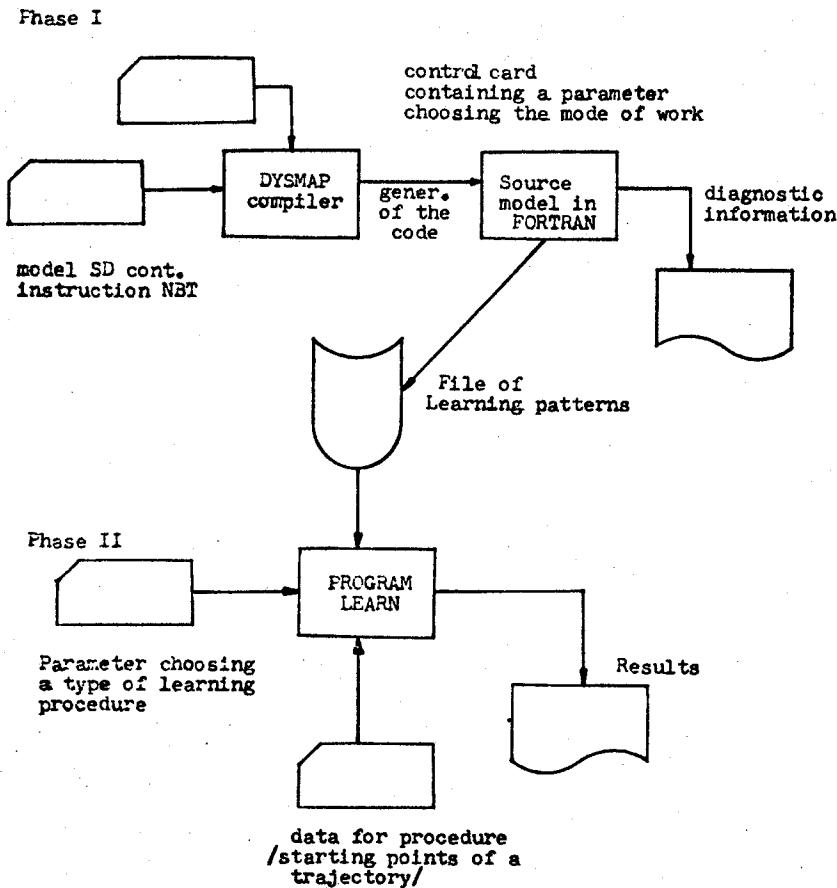 Phase I
control card
containing a parameter
choosing the mode of work
DYSMAP
compiler
gener.
of the
code
Source
model in
FORTRAN
diagnostic
information
model SD cont.
instruction NBT
File of
Learning patterns
Phase II
PROGRAM
LEARN
Parameter choosing
a type of learning
procedure
Results
data for procedure
/starting points of a
trajectory/